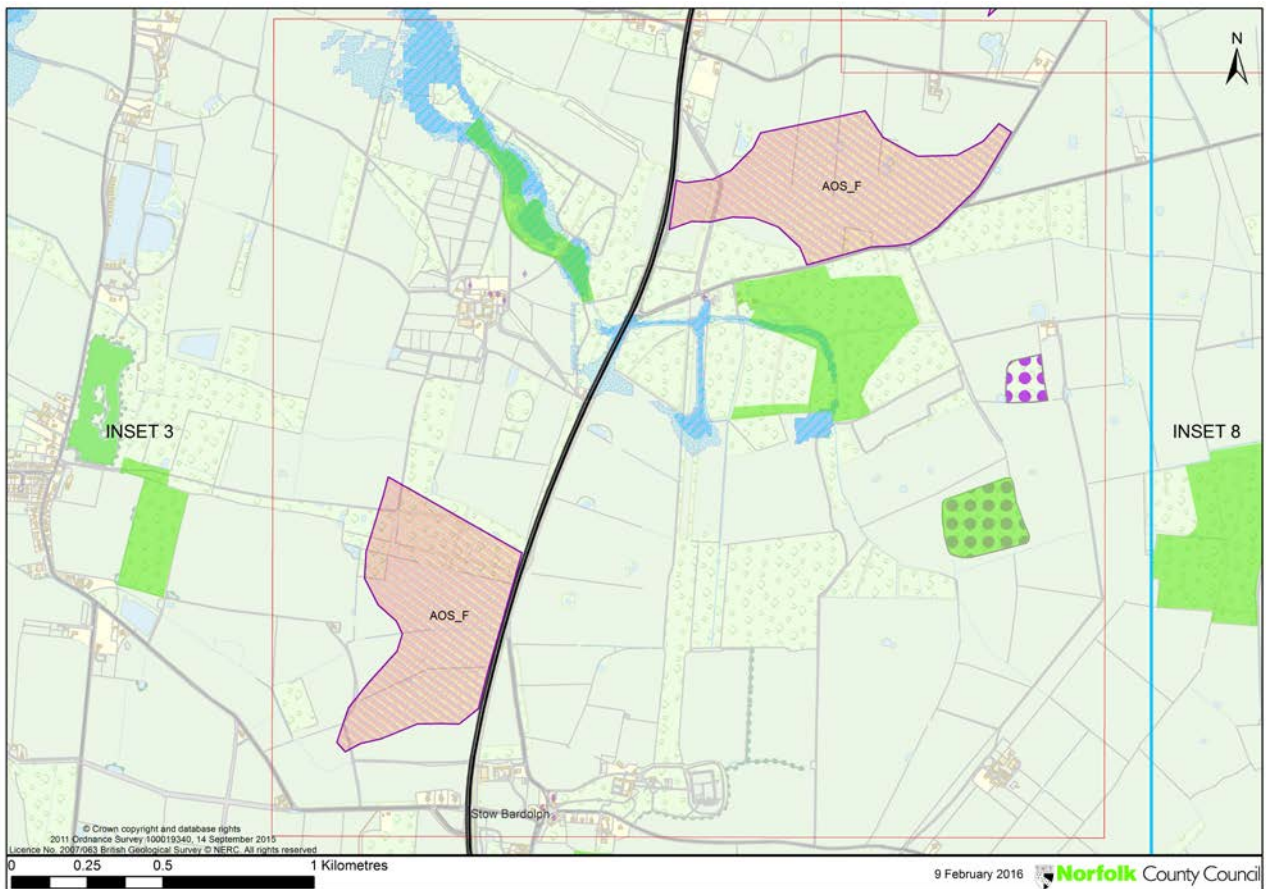 N
AOS_F
INSET 3
INSET 8
AOS_F
Stow Bardolph
© Crown copyright and database rights
2011 Ordnance Survey 100019340, 14 September 2015
Licence No. 2007/063 British Geological Survey © NERC. All rights reserved
0 0.25 0.5 1 Kilometres
9 February 2016 Norfolk County Council